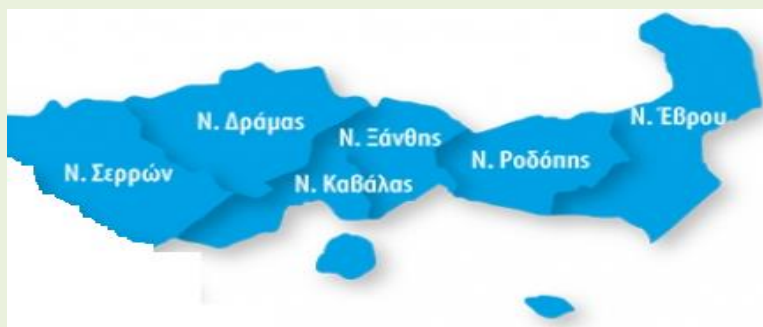 Ν. Σερρών
Ν. Δράμας
Ν. Καβάλας
Ν. Ξάνθης
Ν. Ροδόπης
Ν. Έβρου